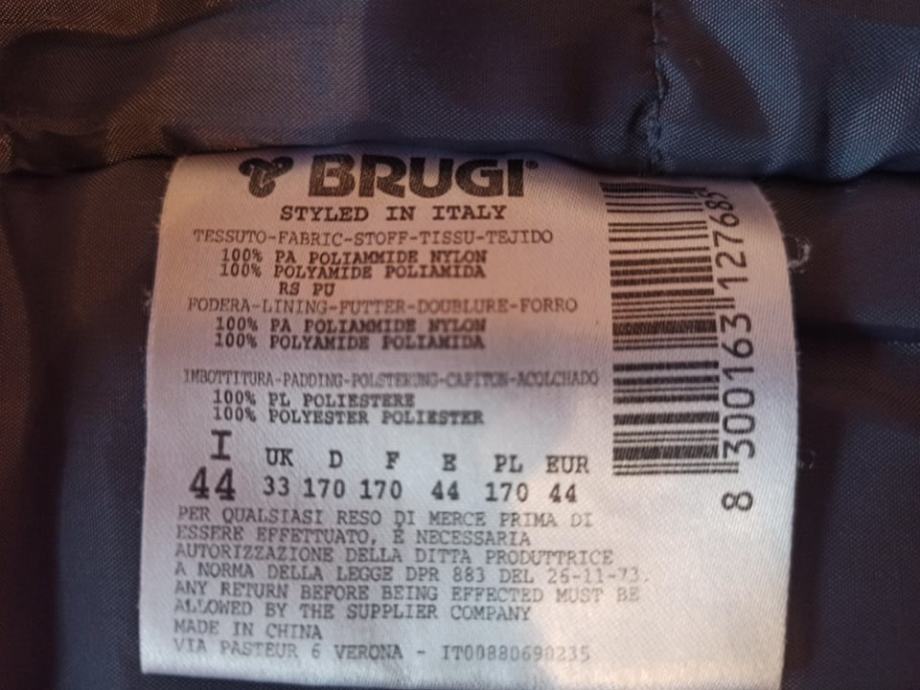 BRUGI
STYLED IN ITALY
TESSUTO-FABRIC-STOFF-TISSU-TEJIDO
100% PA POLIAMMIDE NYLON
100% POLYAMIDE POLIAMIDA
RS PU
FODERA-LINING-FUTTER-DOUBLURE-FORRO
100% PA POLIAMMIDE NYLON
100% POLYAMIDE POLIAMIDA
IMBOTTITURA-PADDING-POLSTERUNG-CAPITON-ACOLCHADO
100% PL POLIESTERE
100% POLYESTER POLIESTER
I UK D F E PL EUR
44 33 170 170 44 170 44
PER QUALSIASI RESO DI MERCE PRIMA DI
ESSERE EFFETTUATO, È NECESSARIA
AUTORIZZAZIONE DELLA DITTA PRODUTTRICE
A NORMA DELLA LEGGE DPR 883 DEL 26-11-73.
ANY RETURN BEFORE BEING EFFECTED MUST BE
ALLOWED BY THE SUPPLIER COMPANY
MADE IN CHINA
VIA PASTEUR 6 VERONA - IT00880690235